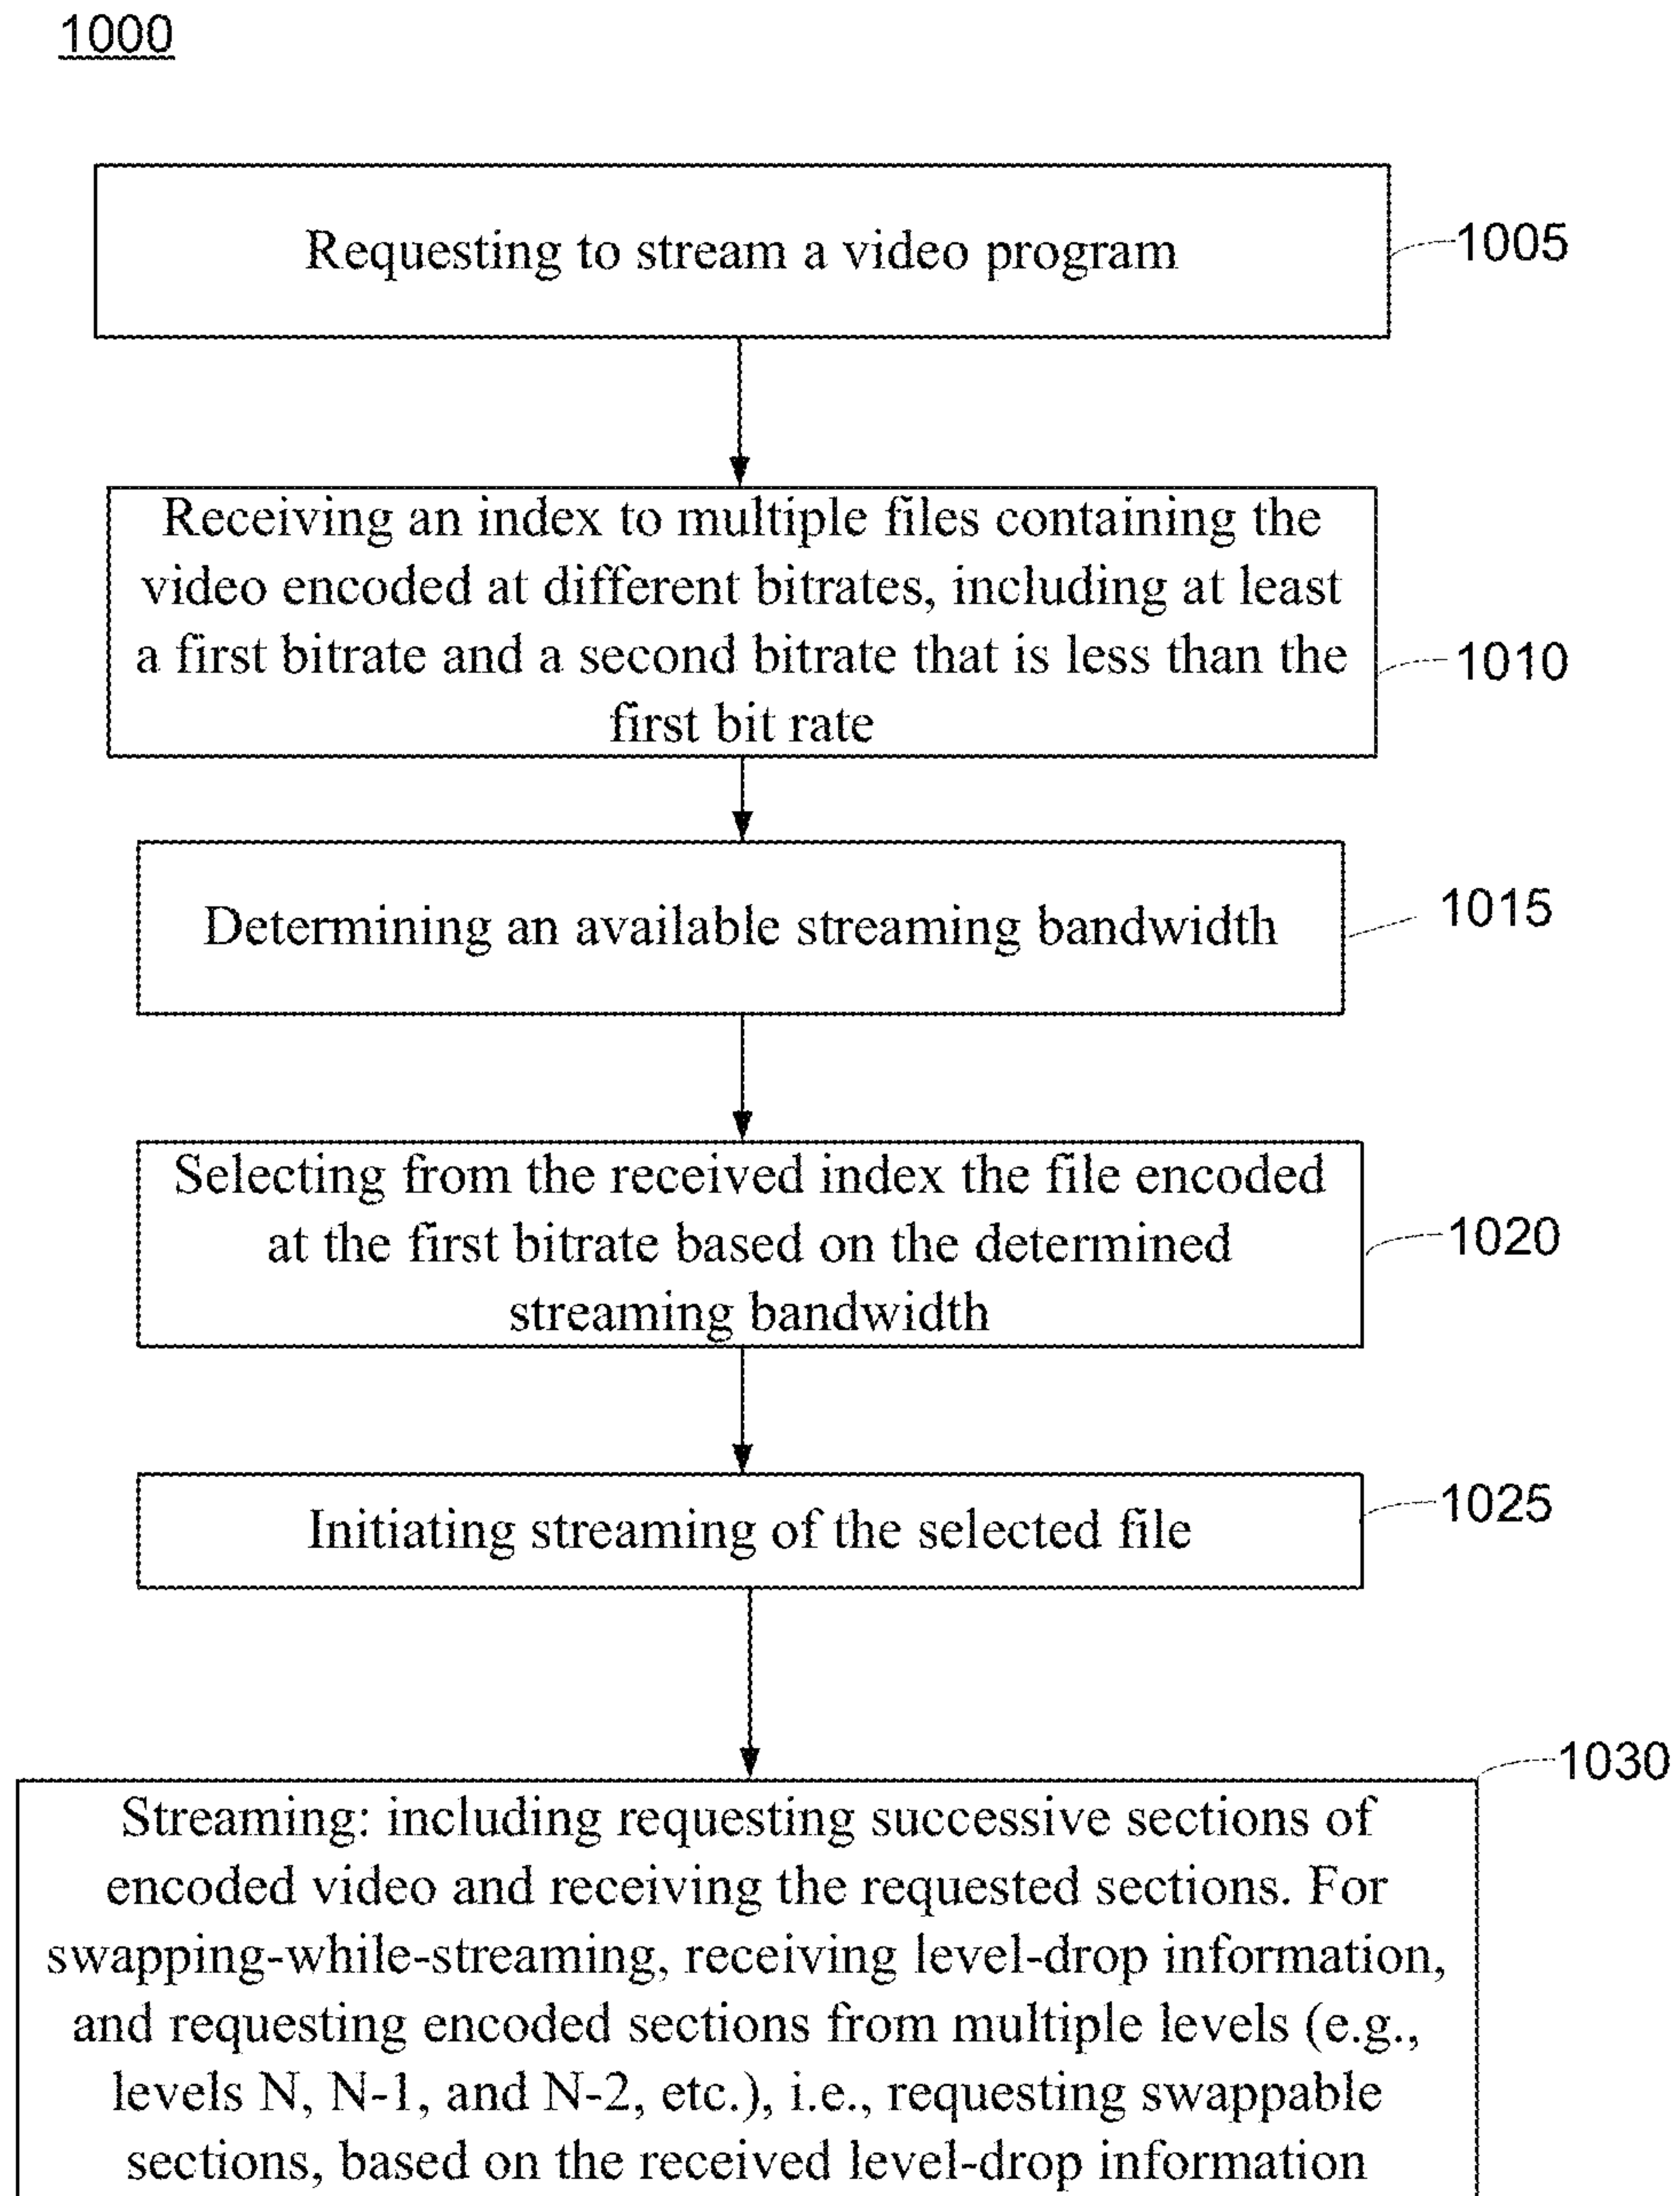 1000
Requesting to stream a video program
1005
Receiving an index to multiple files containing the
video encoded at different bitrates, including at least
a first bitrate and a second bitrate that is less than the
first bit rate
1010
Determining an available streaming bandwidth
1015
Selecting from the received index the file encoded
at the first bitrate based on the determined
streaming bandwidth
1020
Initiating streaming of the selected file
1025
1030
Streaming: including requesting successive sections of
encoded video and receiving the requested sections. For
swapping-while-streaming, receiving level-drop information,
and requesting encoded sections from multiple levels (e.g.,
levels N, N-1, and N-2, etc.), i.e., requesting swappable
sections, based on the received level-drop information